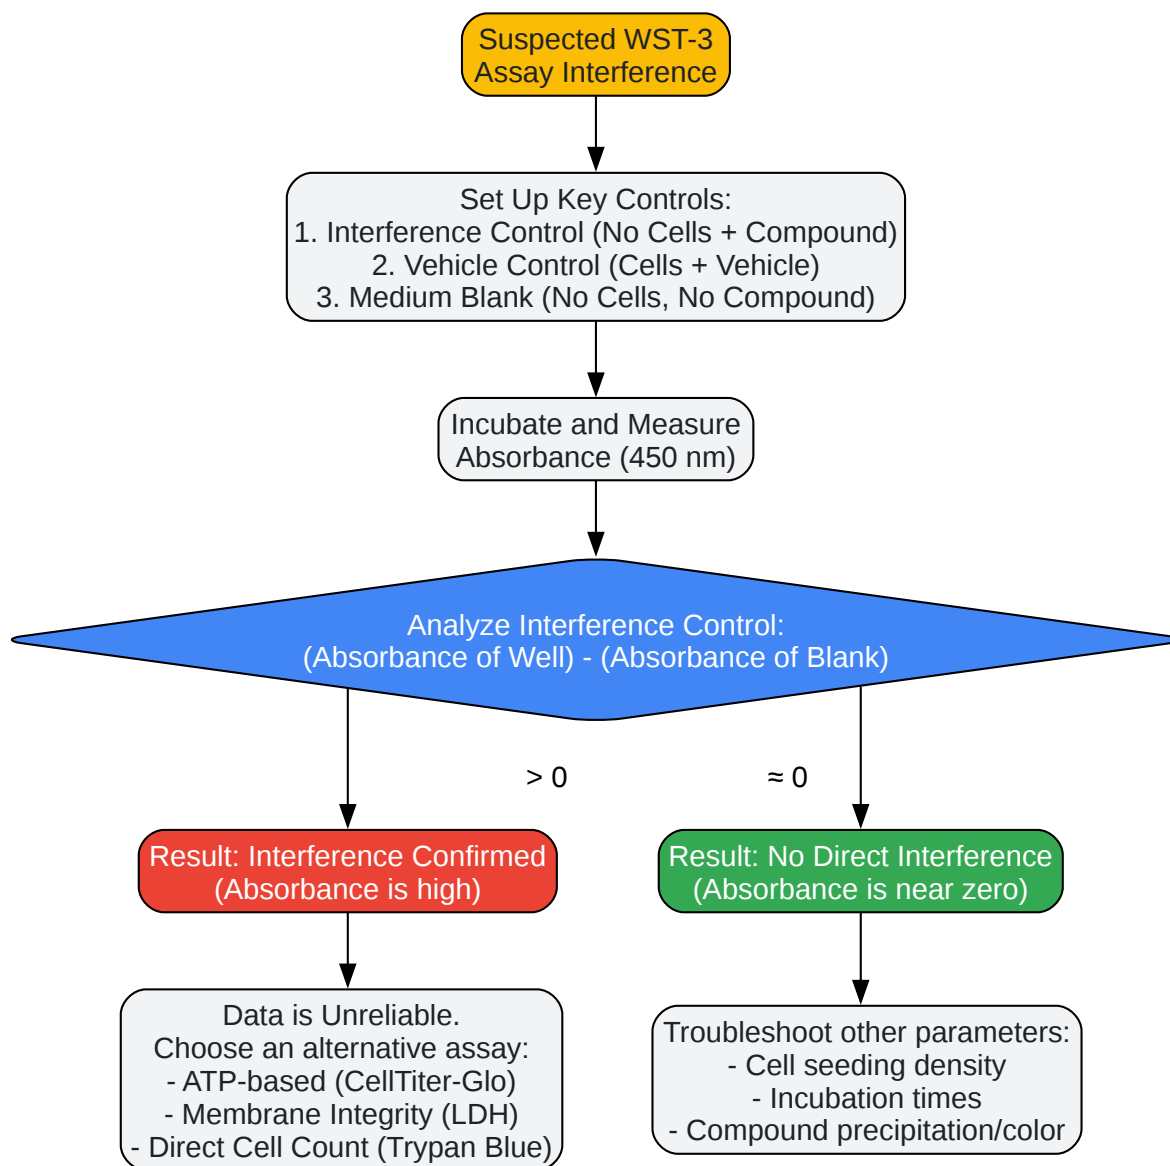 Suspected WST-3
Assay Interference
Set Up Key Controls:
1. Interference Control (No Cells + Compound)
2. Vehicle Control (Cells + Vehicle)
3. Medium Blank (No Cells, No Compound)
Incubate and Measure
Absorbance (450 nm)
Analyze Interference Control:
(Absorbance of Well) - (Absorbance of Blank)
> 0
≈ 0
Result: Interference Confirmed
(Absorbance is high)
Result: No Direct Interference
(Absorbance is near zero)
Data is Unreliable.
Choose an alternative assay:
- ATP-based (CellTiter-Glo)
- Membrane Integrity (LDH)
- Direct Cell Count (Trypan Blue)
Troubleshoot other parameters:
- Cell seeding density
- Incubation times
- Compound precipitation/color